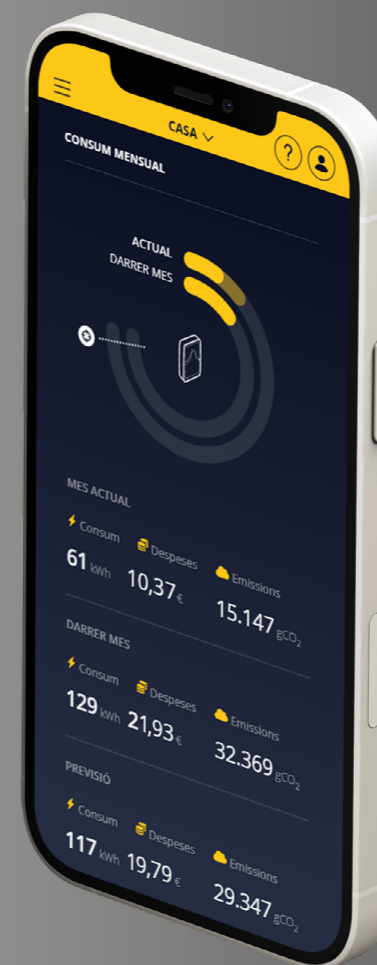 CASA
?
CONSUM MENSUAL
ACTUAL
DARRER MES
MES ACTUAL
Consum Despeses Emissions
61 kWh 10,37 € 15.147 gCO₂
DARRER MES
Consum Despeses Emissions
129 kWh 21,93 € 32.369 gCO₂
PREVISIÓ
Consum Despeses Emissions
117 kWh 19,79 € 29.347 gCO₂